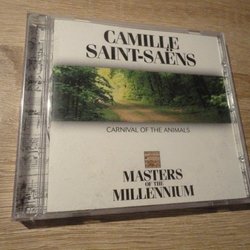 CAMILLE
SAINT-SAËNS
CARNIVAL OF THE ANIMALS
MASTERS
OF THE
MILLENNIUM